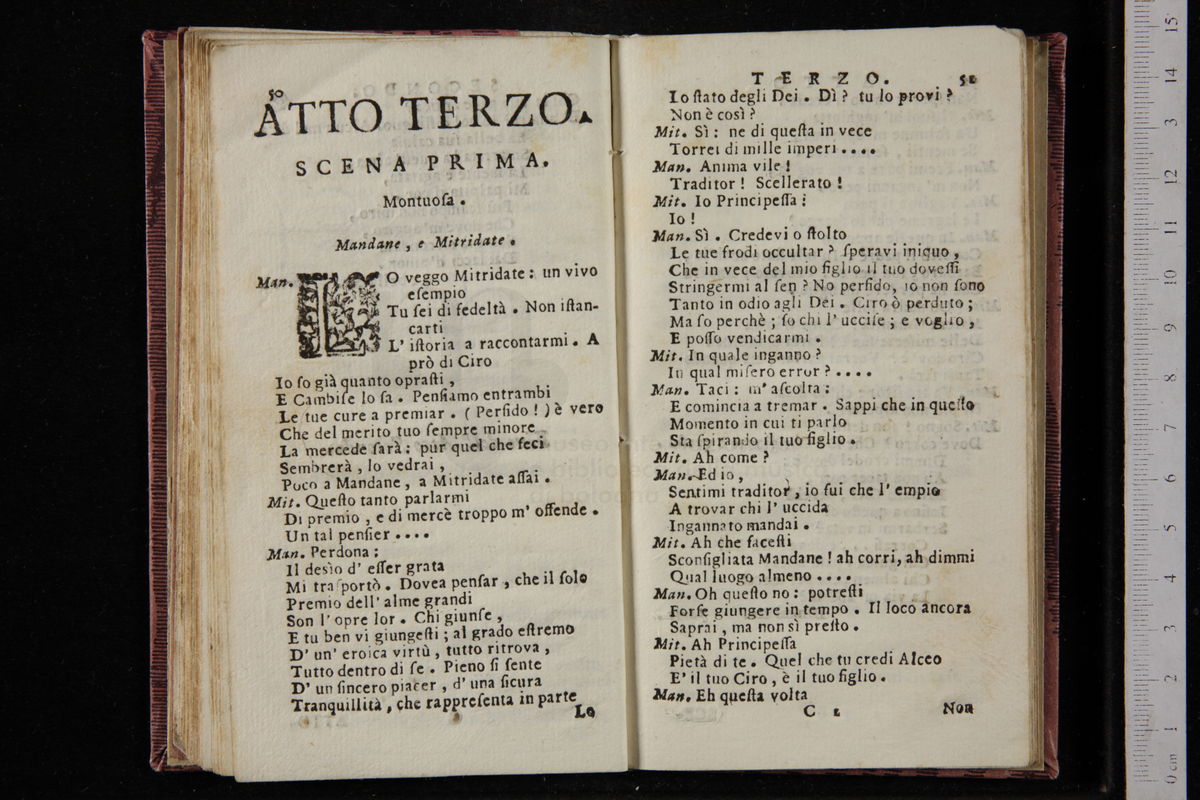 50
ATTO TERZO.
SCENA PRIMA.
Montuoſa.
Mandane, e Mitridate.
Man. IO veggo Mitridate: un vivo
eſempio
Tu ſei di fedeltà. Non iſtan-
carti
L' iſtoria a raccontarmi. A
prò di Ciro
Io ſo già quanto opraſti,
E Cambiſe lo ſa. Penſiamo entrambi
Le tue cure a premiar. (Perfido!) è vero
Che del merito tuo ſempre minore
La mercede ſarà: pur quel che feci
Sembrerà, lo vedrai,
Poco a Mandane, a Mitridate aſſai.
Mit. Queſto tanto parlarmi
Di premio, e di mercè troppo m' offende.
Un tal penſier....
Man. Perdona:
Il desìo d' eſſer grata
Mi traſportò. Dovea penſar, che il ſolo
Premio dell' alme grandi
Son l' opre lor. Chi giunſe,
E tu ben vi giungeſti; al grado eſtremo
D' un' eroica virtù, tutto ritrova,
Tutto dentro di ſe. Pieno ſi ſente
D' un ſincero piacer, d' una ſicura
Tranquillità, che rappreſenta in parte
Lo
TERZO. 51
Lo ſtato degli Dei. Dì? tu lo provi?
Non è così?
Mit. Sì: ne di queſta in vece
Torrei di mille imperi....
Man. Anima vile!
Traditor! Scellerato!
Mit. Io Principeſſa!
Io!
Man. Sì. Credevi o ſtolto
Le tue frodi occultar? ſperavi iniquo,
Che in vece del mio figlio il tuo doveſſi
Stringermi al ſen? No perfido, io non ſono
Tanto in odio agli Dei. Ciro ò perduto;
Ma ſo perchè; ſo chi l' ucciſe; e voglio,
E poſſo vendicarmi.
Mit. In quale inganno?
In qual miſero error?....
Man. Taci: m' aſcolta:
E comincia a tremar. Sappi che in queſto
Momento in cui ti parlo
Sta ſpirando il tuo figlio.
Mit. Ah come?
Man. Ed io,
Sentimi traditor, io fui che l' empio
A trovar chi l' uccida
Ingannato mandai.
Mit. Ah che faceſti
Sconſigliata Mandane! ah corri, ah dimmi
Qual luogo almeno....
Man. Oh queſto no: potreſti
Forſe giungere in tempo. Il loco ancora
Saprai, ma non sì preſto.
Mit. Ah Principeſſa
Pietà di te. Quel che tu credi Alceo
E' il tuo Ciro, è il tuo figlio.
Man. Eh queſta volta
C 2 Non